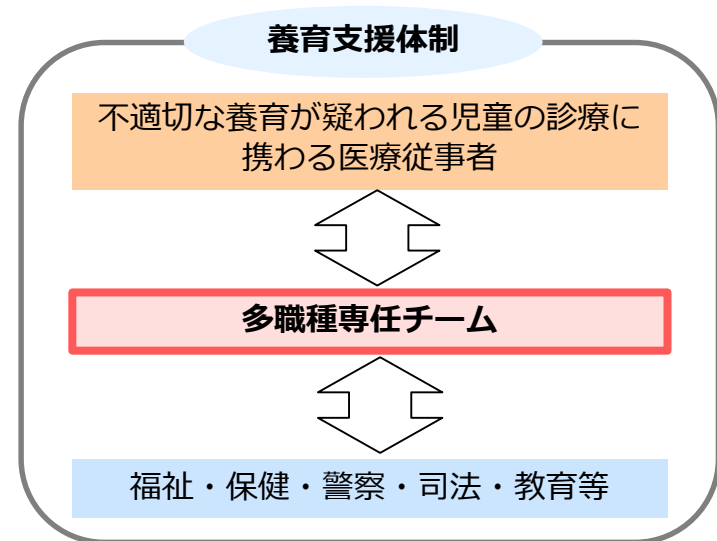 養育支援体制
不適切な養育が疑われる児童の診療に
携わる医療従事者
多職種専任チーム
福祉・保健・警察・司法・教育等